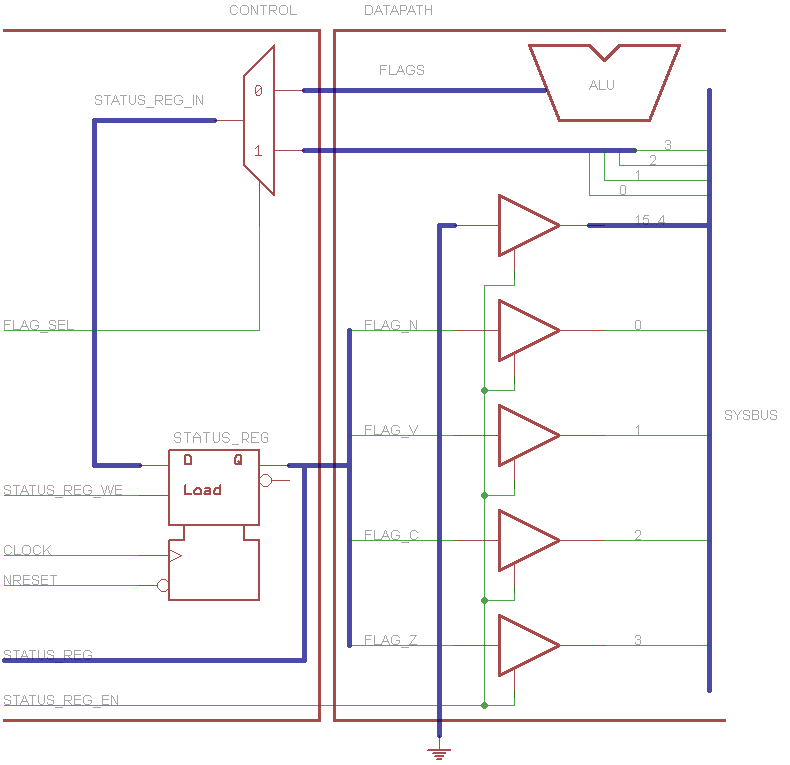 CONTROL
DATAPATH
FLAGS
ALU
STATUS_REG_IN
0
1
3
2
1
0
15..4
FLAG_SEL
FLAG_N
0
SYSBUS
FLAG_V
1
STATUS_REG
D Q
Load
STATUS_REG_WE
FLAG_C
2
CLOCK
NRESET
FLAG_Z
3
STATUS_REG
STATUS_REG_EN